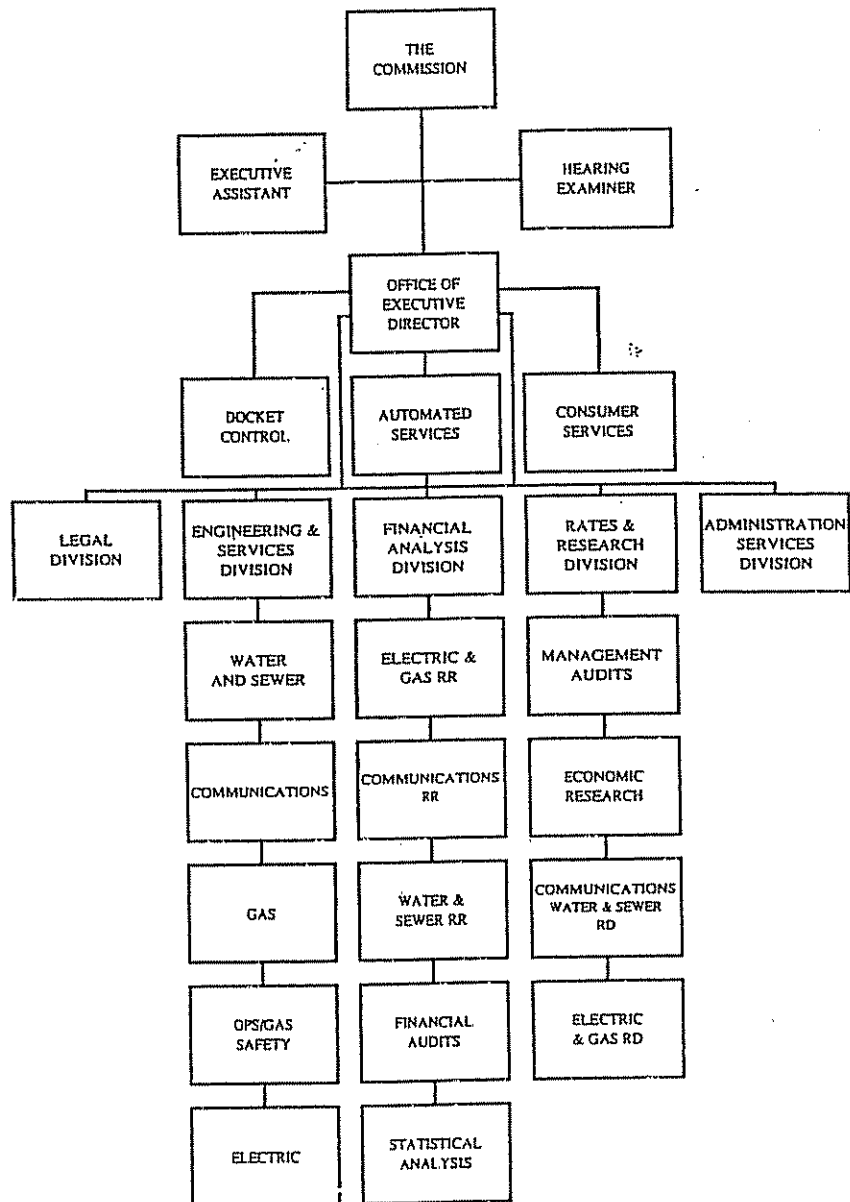 THE
COMMISSION
EXECUTIVE
ASSISTANT
HEARING
EXAMINER
OFFICE OF
EXECUTIVE
DIRECTOR
DOCKET
CONTROL
AUTOMATED
SERVICES
CONSUMER
SERVICES
LEGAL
DIVISION
ENGINEERING &
SERVICES
DIVISION
FINANCIAL
ANALYSIS
DIVISION
RATES &
RESEARCH
DIVISION
ADMINISTRATION
SERVICES
DIVISION
WATER
AND SEWER
ELECTRIC &
GAS RR
MANAGEMENT
AUDITS
COMMUNICATIONS
COMMUNICATIONS
RR
ECONOMIC
RESEARCH
GAS
WATER &
SEWER RR
COMMUNICATIONS
WATER & SEWER
RD
OPS/GAS
SAFETY
FINANCIAL
AUDITS
ELECTRIC
& GAS RD
ELECTRIC
STATISTICAL
ANALYSIS